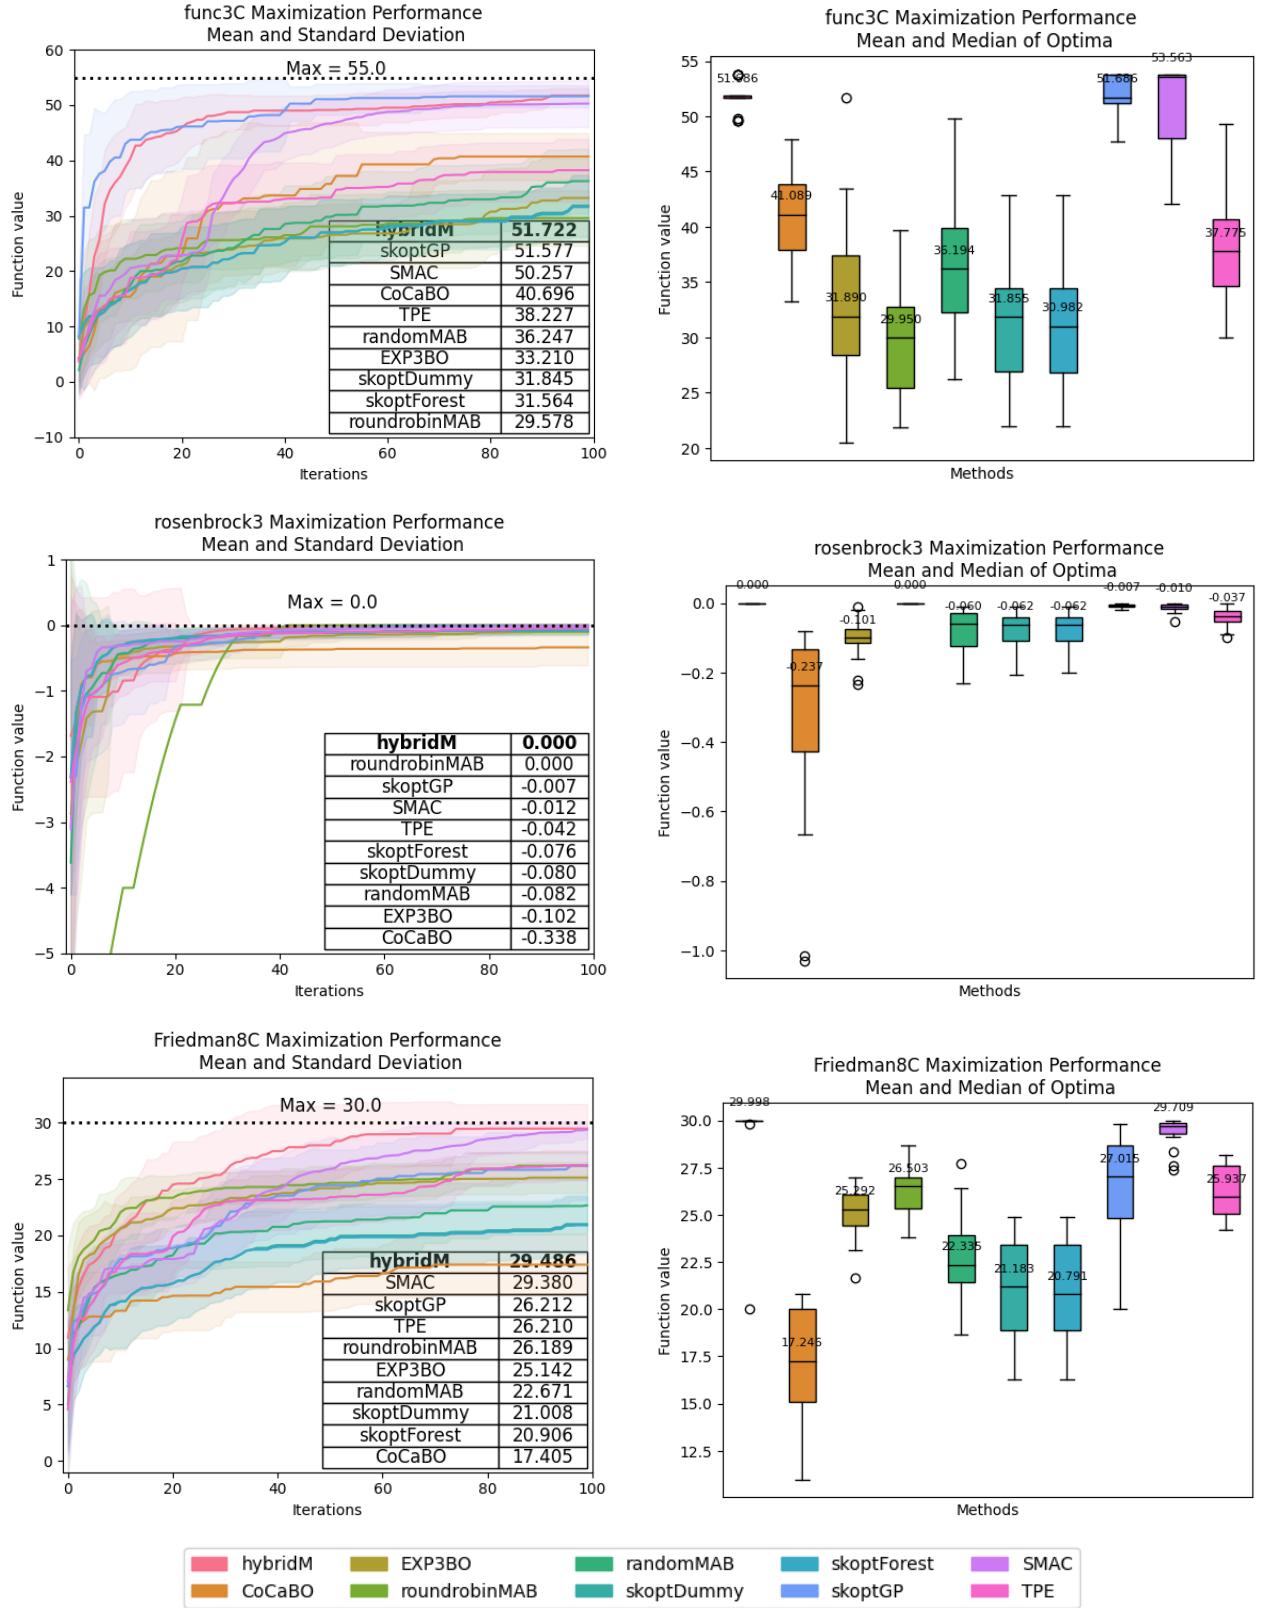 func3C Maximization Performance
Mean and Standard Deviation
60
50
40
30
20
10
0
−10
Function value
Max = 55.0
hybridM 51.722
skoptGP 51.577
SMAC 50.257
CoCaBO 40.696
TPE 38.227
randomMAB 36.247
EXP3BO 33.210
skoptDummy 31.845
skoptForest 31.564
roundrobinMAB 29.578
0 20 40 60 80 100
Iterations
func3C Maximization Performance
Mean and Median of Optima
55
50
45
40
35
30
25
20
Function value
51.686
41.089
31.890
29.950
36.194
31.855
30.982
51.686
53.563
37.775
Methods
rosenbrock3 Maximization Performance
Mean and Standard Deviation
1
0
−1
−2
−3
−4
−5
Function value
Max = 0.0
hybridM 0.000
roundrobinMAB 0.000
skoptGP -0.007
SMAC -0.012
TPE -0.042
skoptForest -0.076
skoptDummy -0.080
randomMAB -0.082
EXP3BO -0.102
CoCaBO -0.338
0 20 40 60 80 100
Iterations
rosenbrock3 Maximization Performance
Mean and Median of Optima
0.0
−0.2
−0.4
−0.6
−0.8
−1.0
Function value
0.000
-0.237
-0.101
0.000
-0.060
-0.062
-0.062
-0.007
-0.010
-0.037
Methods
Friedman8C Maximization Performance
Mean and Standard Deviation
30
25
20
15
10
5
0
Function value
Max = 30.0
hybridM 29.486
SMAC 29.380
skoptGP 26.212
TPE 26.210
roundrobinMAB 26.189
EXP3BO 25.142
randomMAB 22.671
skoptDummy 21.008
skoptForest 20.906
CoCaBO 17.405
0 20 40 60 80 100
Iterations
Friedman8C Maximization Performance
Mean and Median of Optima
30.0
27.5
25.0
22.5
20.0
17.5
15.0
12.5
Function value
29.998
17.246
25.292
26.503
22.335
21.183
20.791
27.015
29.709
25.937
Methods
hybridM EXP3BO randomMAB skoptForest SMAC
CoCaBO roundrobinMAB skoptDummy skoptGP TPE